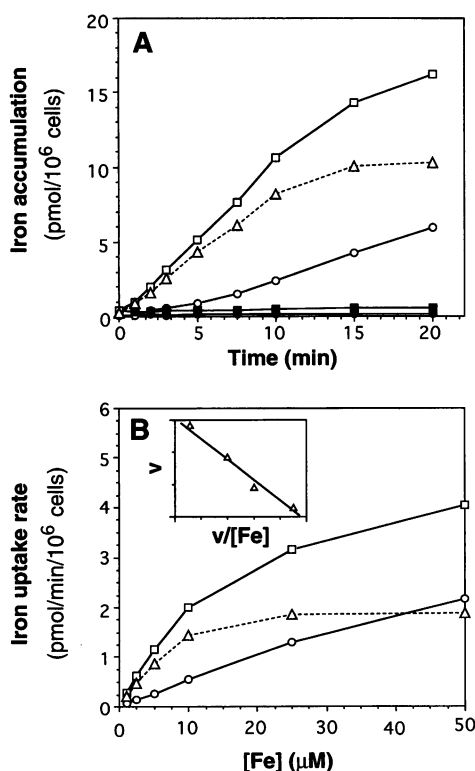 A
Iron accumulation
(pmol/10⁶ cells)
20
15
10
5
0
0
5
10
15
20
Time (min)
B
Iron uptake rate
(pmol/min/10⁶ cells)
6
5
4
3
2
1
0
v
v/[Fe]
0
10
20
30
40
50
[Fe] (μM)